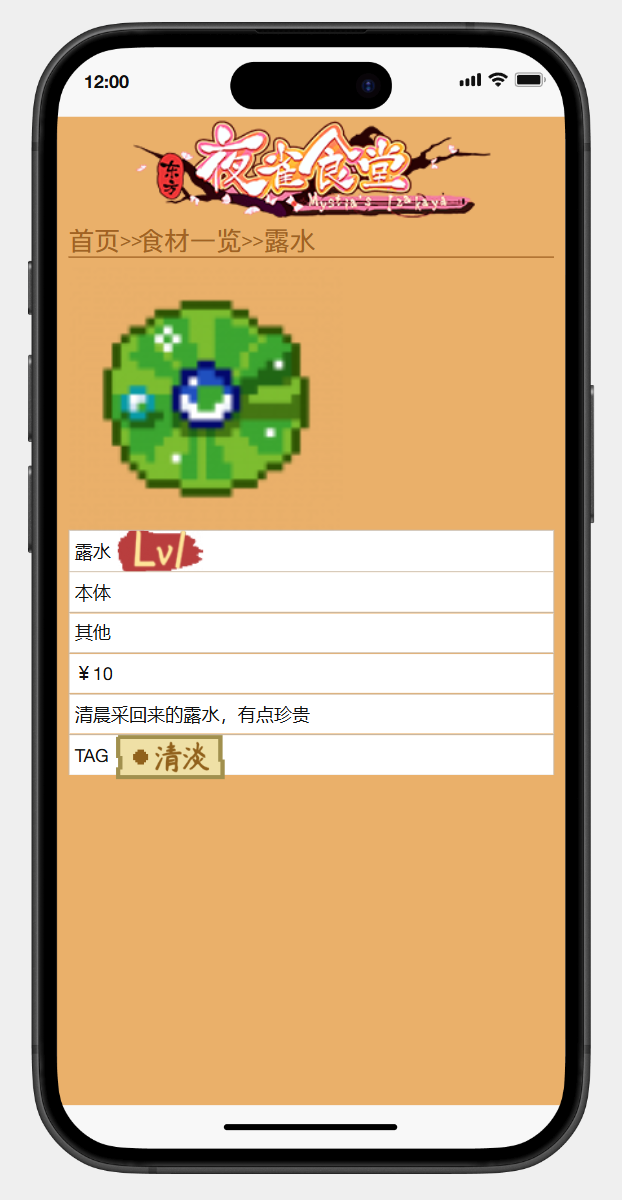 12:00
东方夜雀食堂
Mystia's Izakaya
首页>>食材一览>>露水
露水 Lv1
本体
其他
￥10
清晨采回来的露水，有点珍贵
TAG 清淡